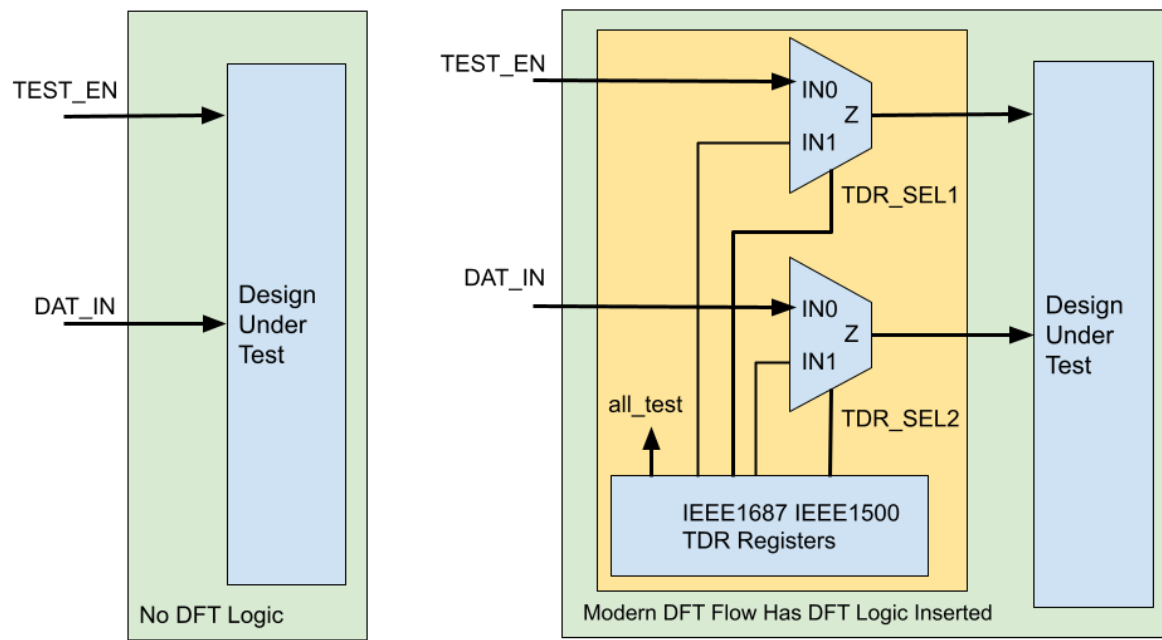 TEST_EN
DAT_IN
Design
Under
Test
No DFT Logic
TEST_EN
IN0
Z
IN1
TDR_SEL1
DAT_IN
IN0
Z
IN1
TDR_SEL2
all_test
IEEE1687 IEEE1500
TDR Registers
Design
Under
Test
Modern DFT Flow Has DFT Logic Inserted